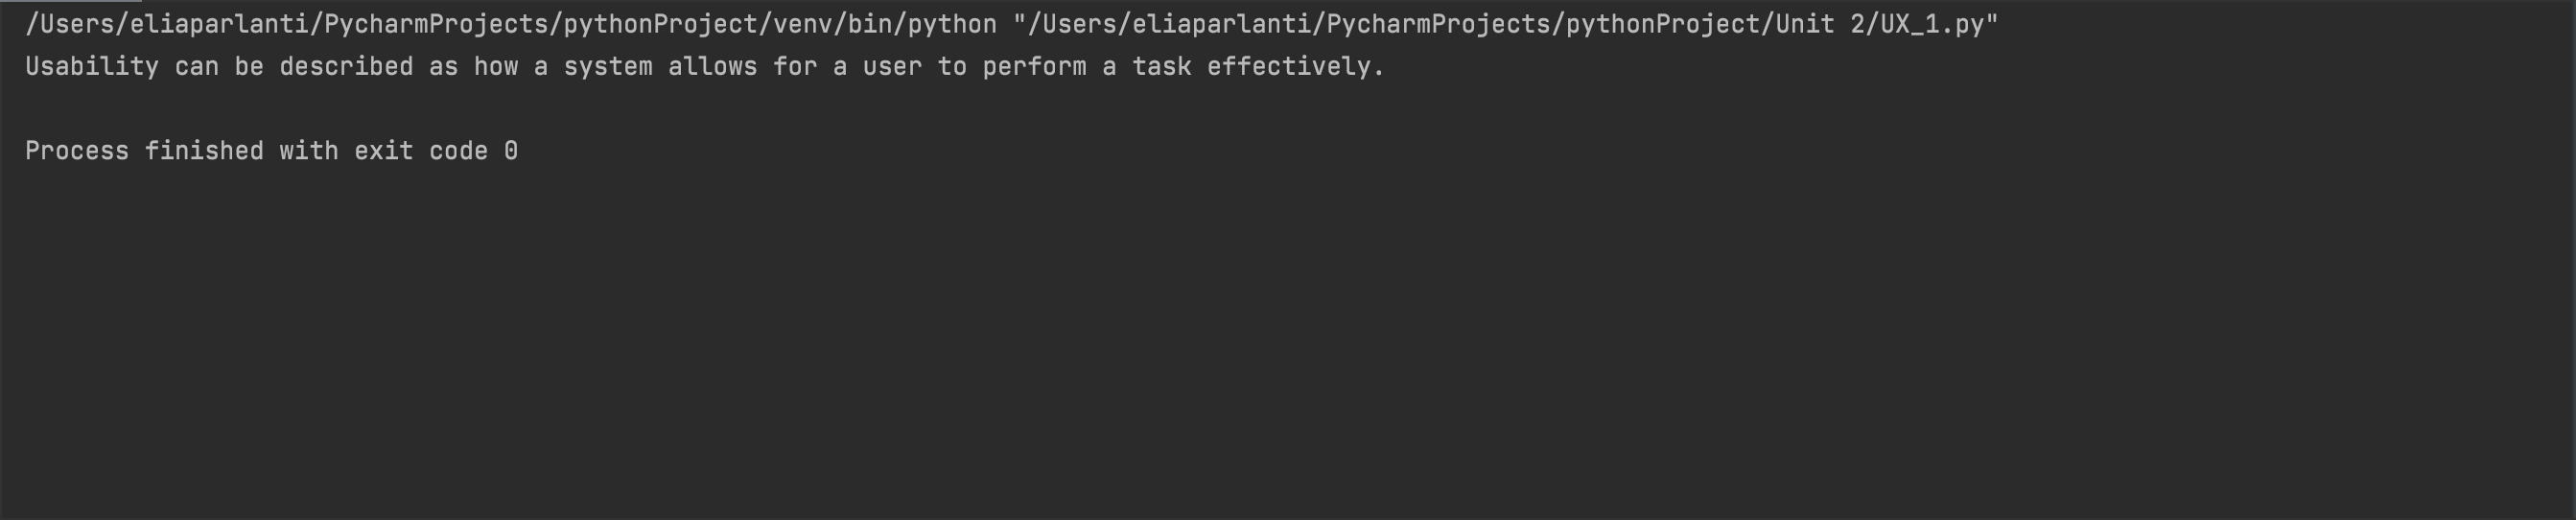 /Users/eliaparlanti/PycharmProjects/pythonProject/venv/bin/python "/Users/eliaparlanti/PycharmProjects/pythonProject/Unit 2/UX_1.py"
Usability can be described as how a system allows for a user to perform a task effectively.
Process finished with exit code 0